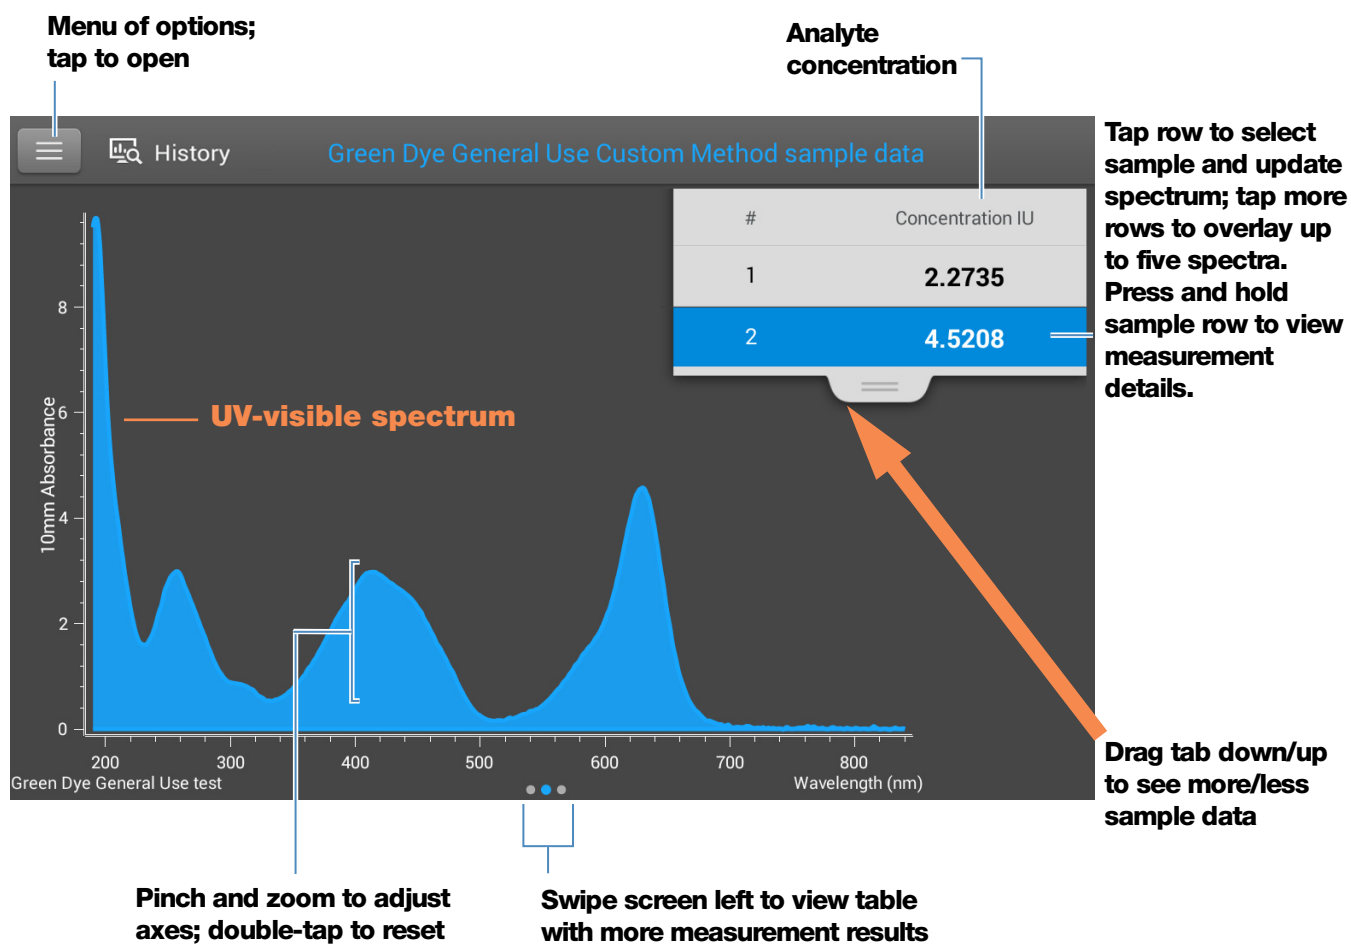 Menu of options;
tap to open
Analyte
concentration
History
Green Dye General Use Custom Method sample data
# Concentration IU
1 2.2735
2 4.5208
Tap row to select
sample and update
spectrum; tap more
rows to overlay up
to five spectra.
Press and hold
sample row to view
measurement
details.
UV-visible spectrum
10mm Absorbance
8
6
4
2
0
200 300 400 500 600 700 800
Green Dye General Use test
Wavelength (nm)
Drag tab down/up
to see more/less
sample data
Pinch and zoom to adjust
axes; double-tap to reset
Swipe screen left to view table
with more measurement results